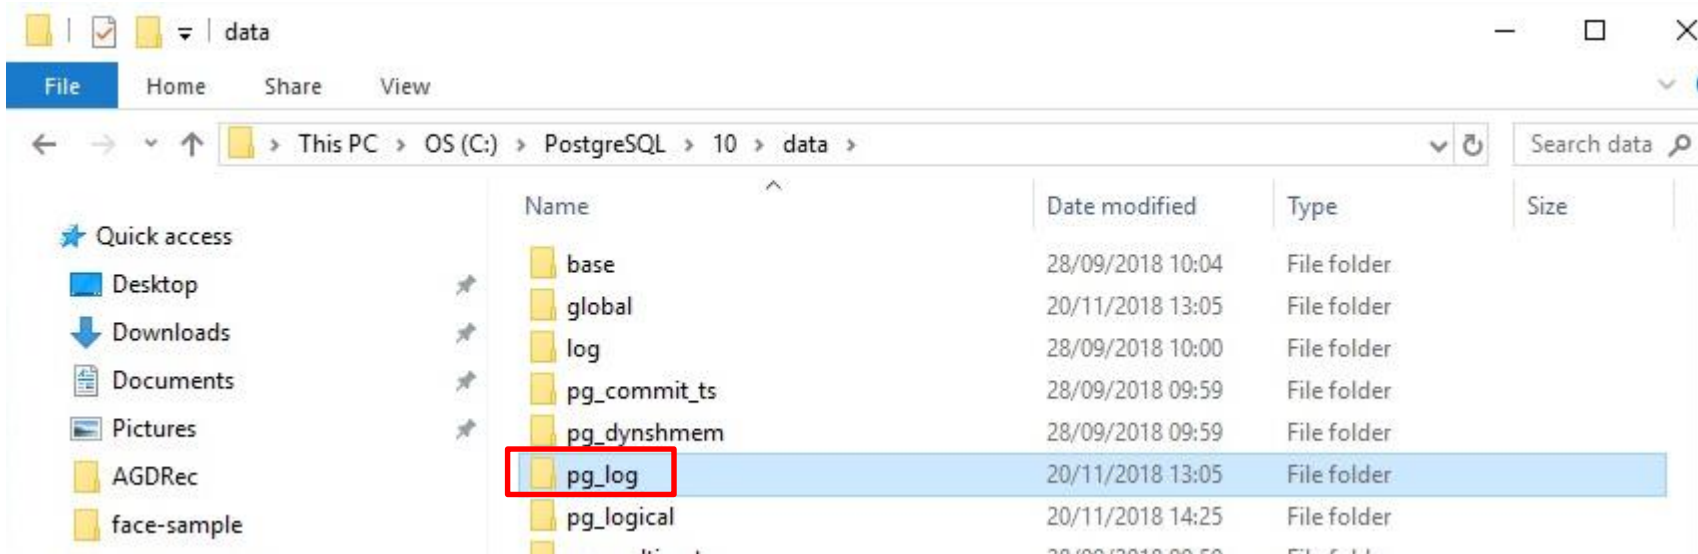 data
File Home Share View
This PC > OS (C:) > PostgreSQL > 10 > data >
Search data
Name Date modified Type Size
Quick access
Desktop
Downloads
Documents
Pictures
AGDRec
face-sample
base 28/09/2018 10:04 File folder
global 20/11/2018 13:05 File folder
log 28/09/2018 10:00 File folder
pg_commit_ts 28/09/2018 09:59 File folder
pg_dynshmem 28/09/2018 09:59 File folder
pg_log 20/11/2018 13:05 File folder
pg_logical 20/11/2018 14:25 File folder